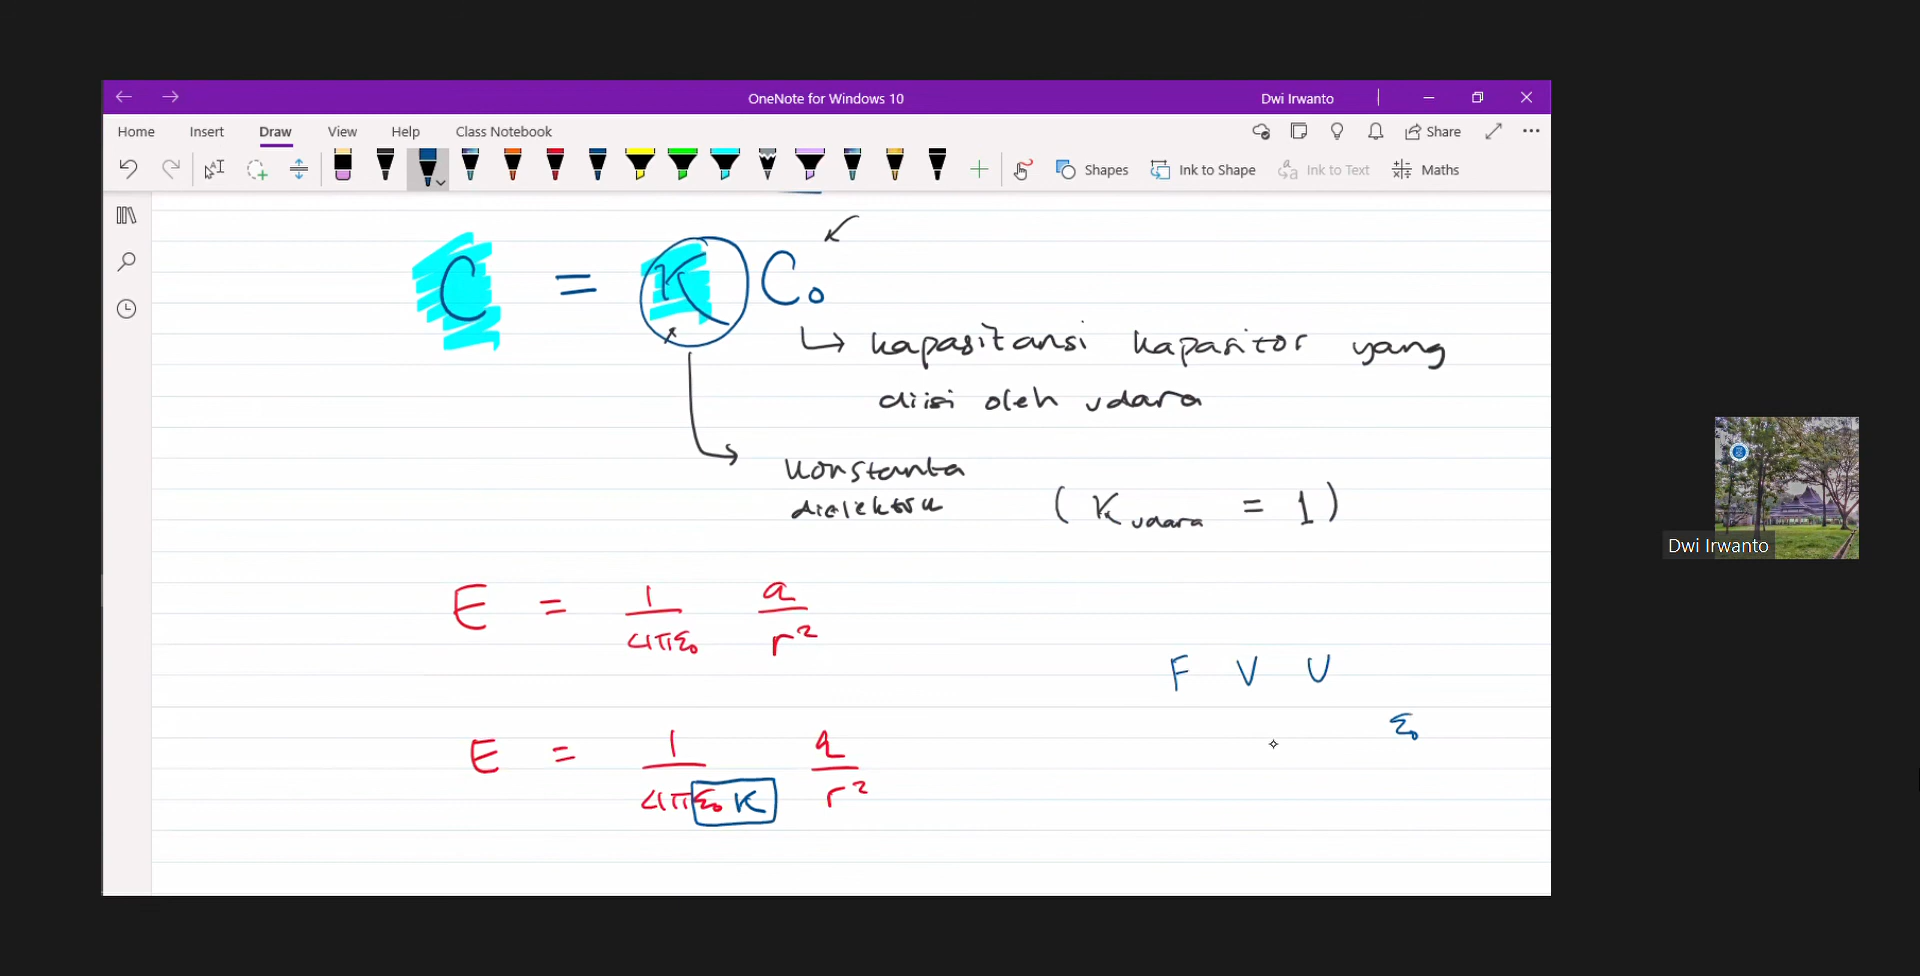 OneNote for Windows 10
Dwi Irwanto
Home Insert Draw View Help Class Notebook
Share
Shapes Ink to Shape Ink to Text Maths
C = K C₀
kapasitansi kapasitor yang
diisi oleh udara
konstanta
dielektrik (K udara = 1)
E = 1/4πε₀ q/r²
F V U
ε₀
E = 1/4πε₀K q/r²
Dwi Irwanto